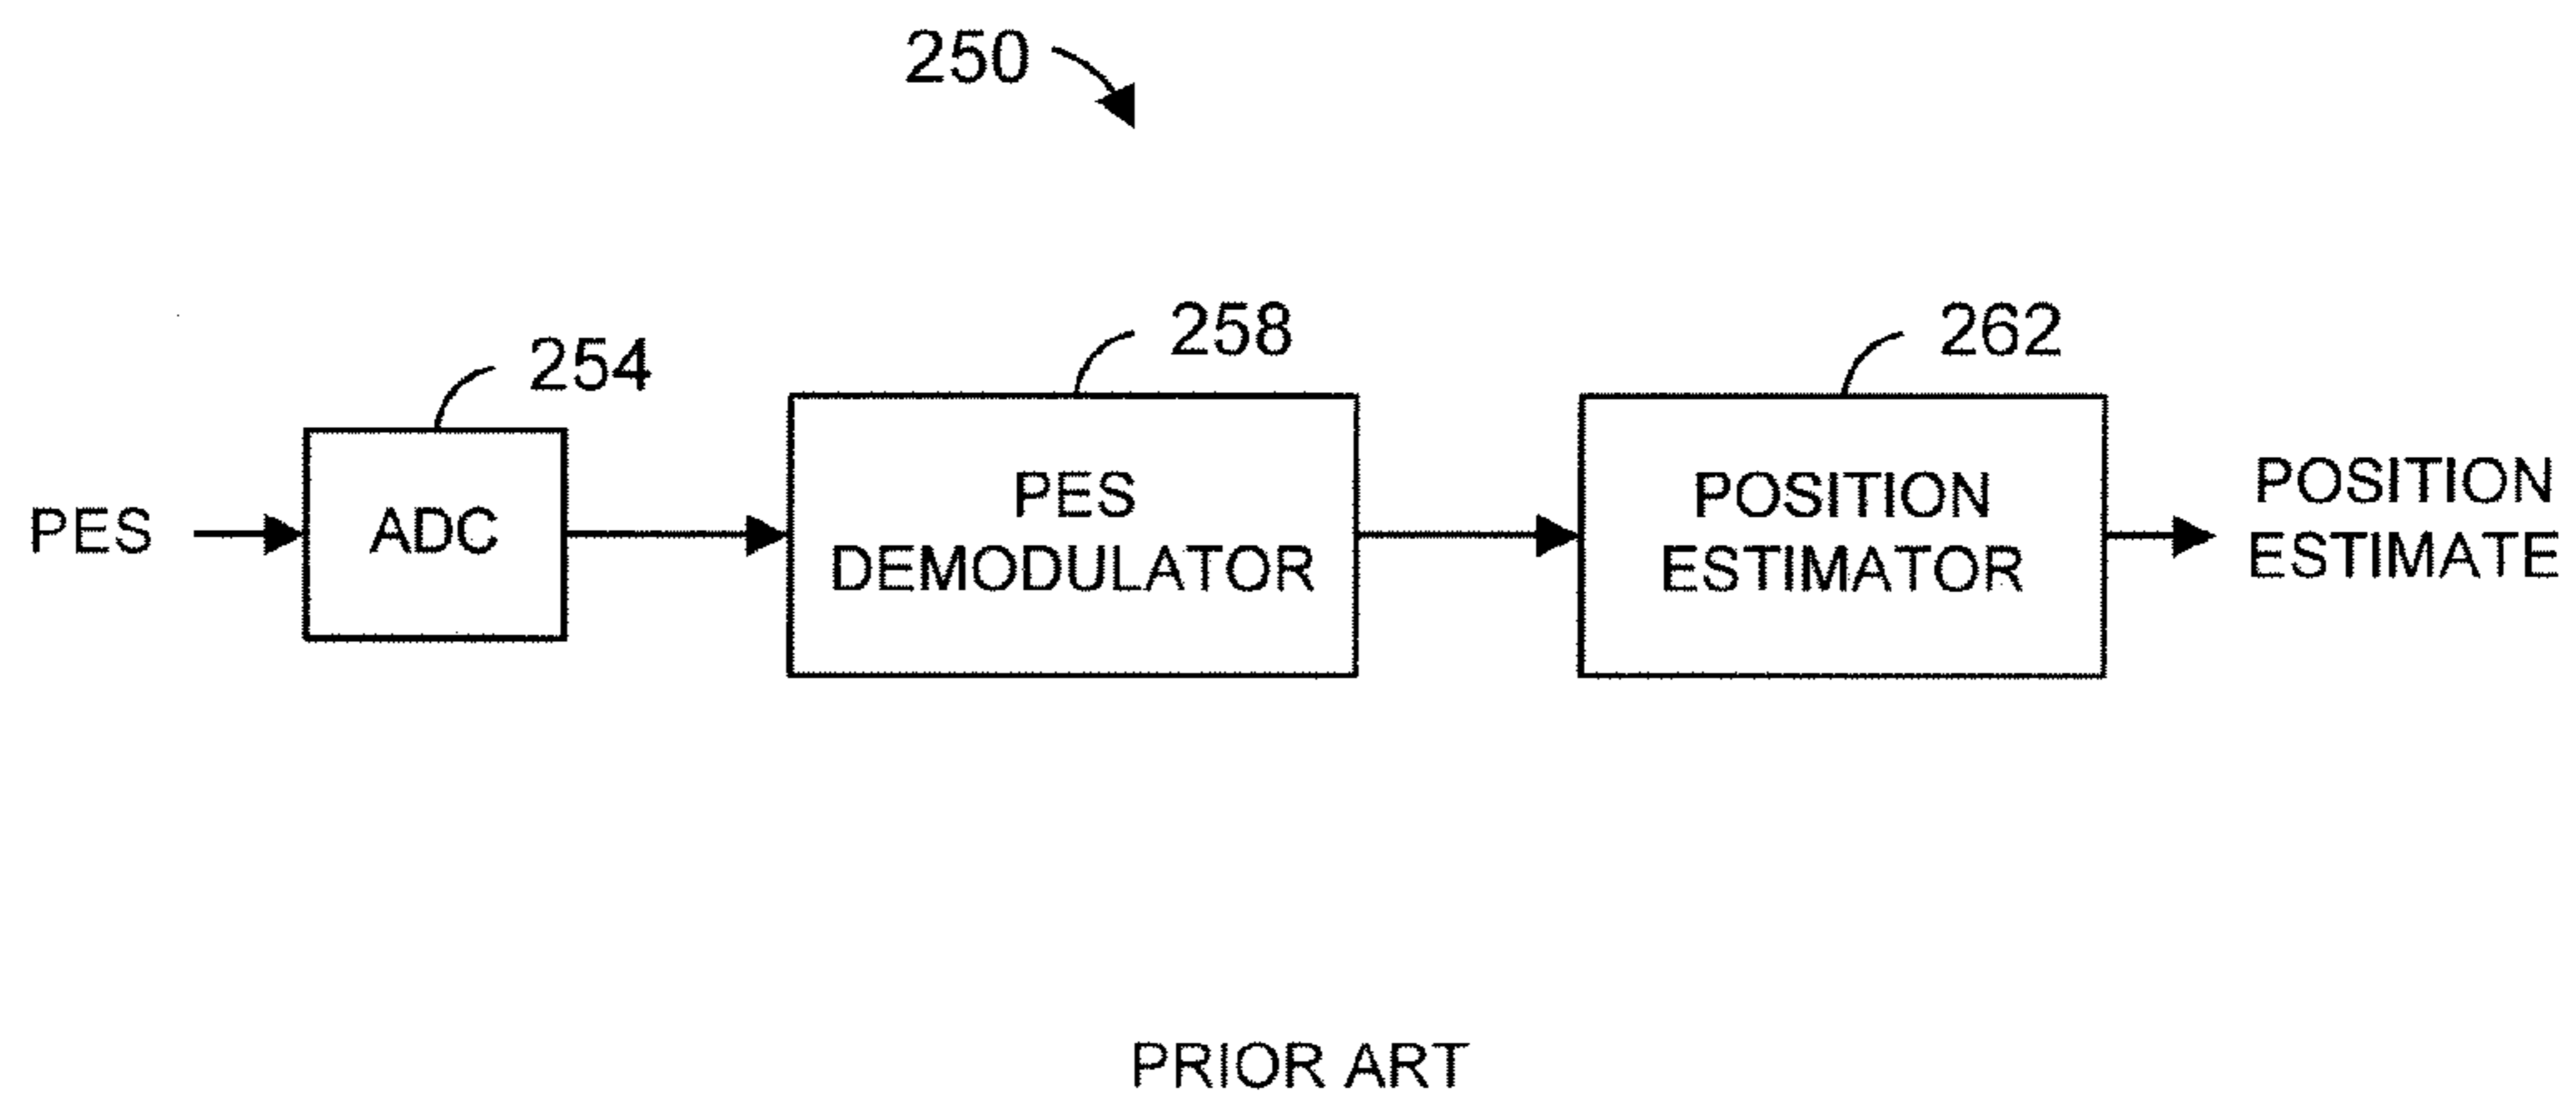 250
254
258
262
PES
ADC
PES
DEMODULATOR
POSITION
ESTIMATOR
POSITION
ESTIMATE
PRIOR ART